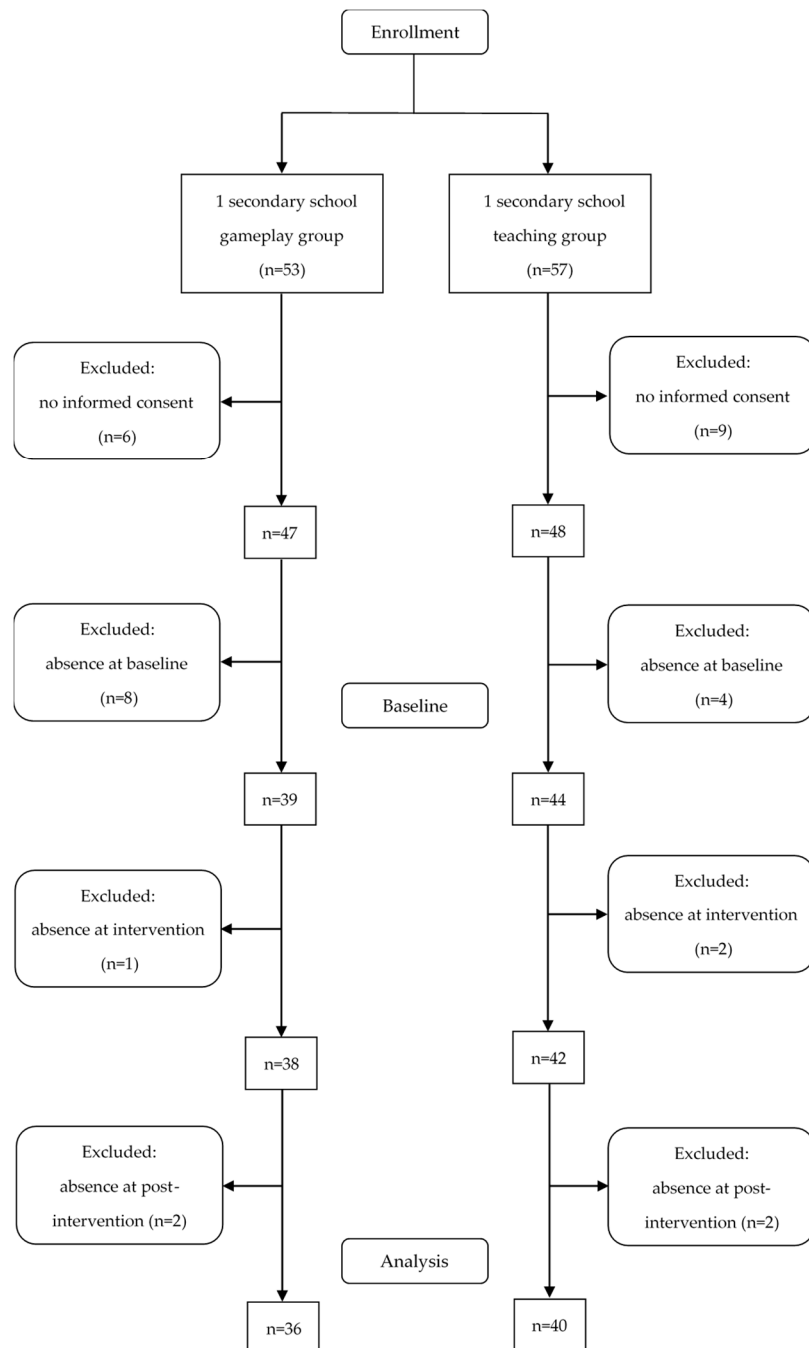 Enrollment
1 secondary school
gameplay group
(n=53)
1 secondary school
teaching group
(n=57)
Excluded:
no informed consent
(n=6)
Excluded:
no informed consent
(n=9)
n=47
n=48
Excluded:
absence at baseline
(n=8)
Excluded:
absence at baseline
(n=4)
Baseline
n=39
n=44
Excluded:
absence at intervention
(n=1)
Excluded:
absence at intervention
(n=2)
n=38
n=42
Excluded:
absence at post-
intervention (n=2)
Excluded:
absence at post-
intervention (n=2)
Analysis
n=36
n=40